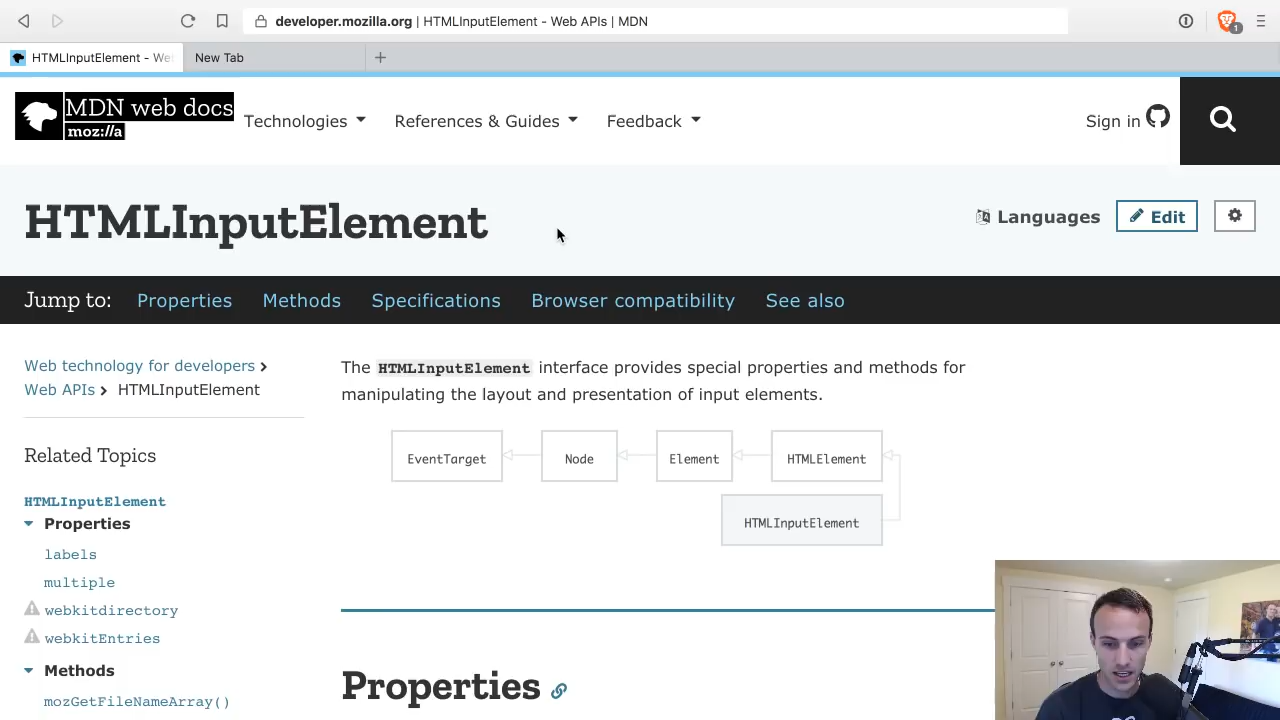 developer.mozilla.org | HTMLInputElement - Web APIs | MDN
1
HTMLInputElement - We
New Tab
MDN web docs
moz://a
Technologies
References & Guides
Feedback
Sign in
HTMLInputElement
Languages
Edit
Jump to:
Properties
Methods
Specifications
Browser compatibility
See also
Web technology for developers
Web APIs
HTMLInputElement
The HTMLInputElement interface provides special properties and methods for
manipulating the layout and presentation of input elements.
EventTarget
Node
Element
HTMLElement
HTMLInputElement
Related Topics
HTMLInputElement
Properties
labels
multiple
webkitdirectory
webkitEntries
Methods
mozGetFileNameArray()
Properties